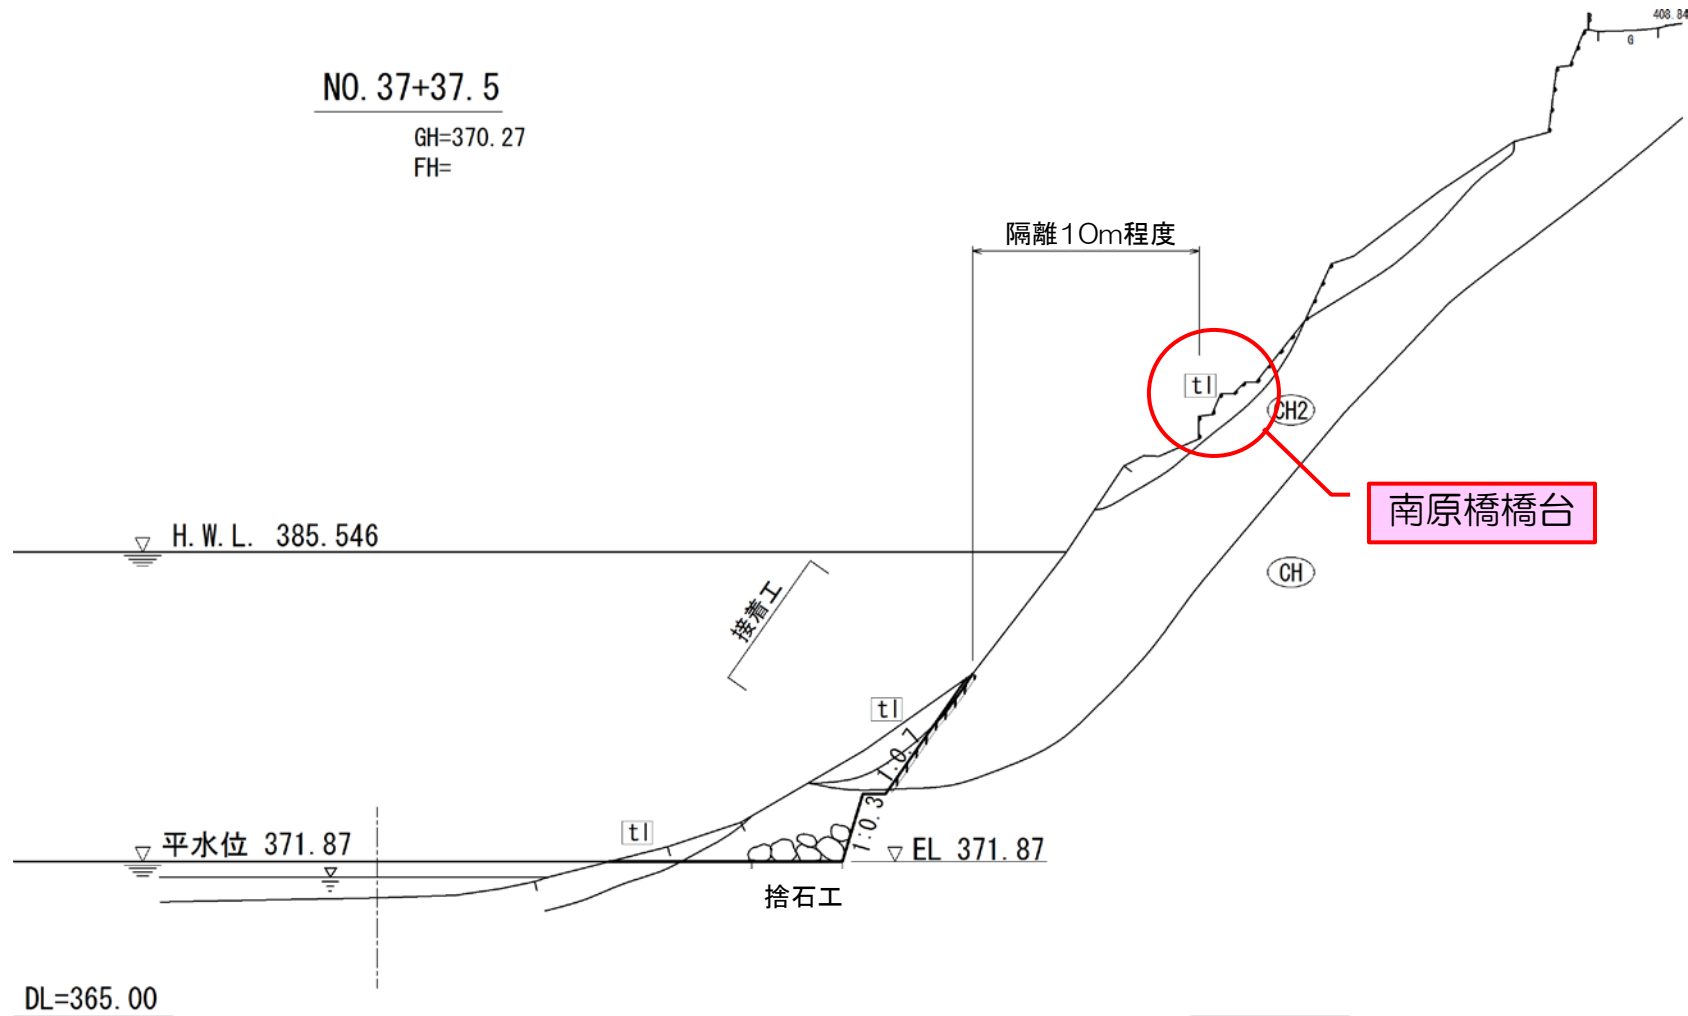 408.84
G
NO.37+37.5
GH=370.27
FH=
隔離10m程度
tl
CH2
南原橋橋台
H.W.L. 385.546
CH
接着工
tl
1:0.7
1:0.3
tl
平水位 371.87
EL 371.87
捨石工
DL=365.00